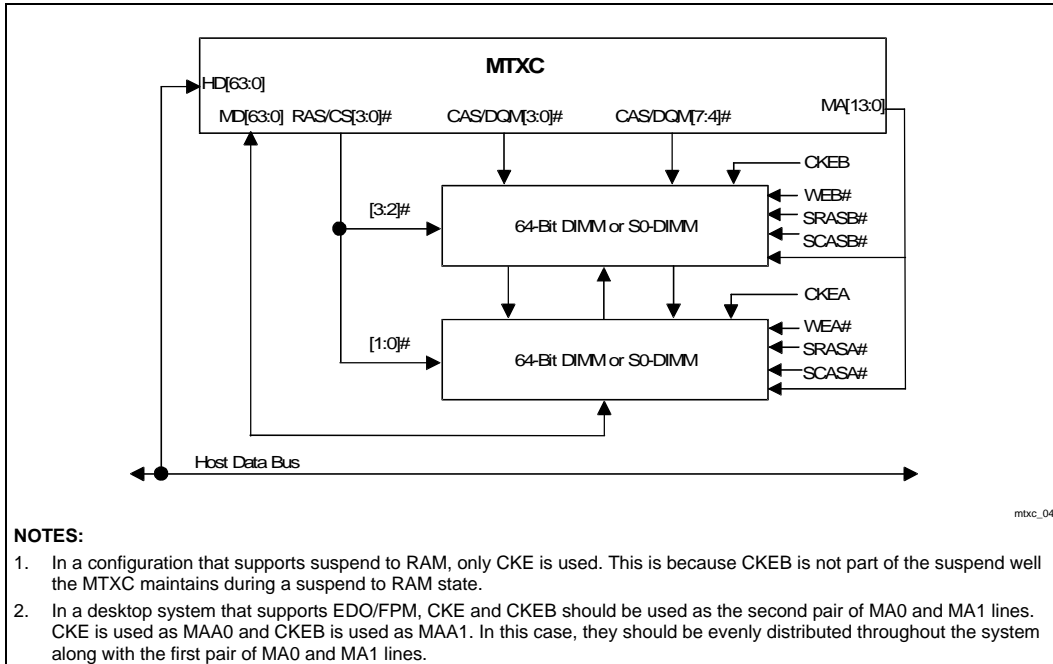 MTXC
HD[63:0]
MD[63:0] RAS/CS[3:0]# CAS/DQM[3:0]# CAS/DQM[7:4]# MA[13:0]
CKEB
[3:2]#
64-Bit DIMM or S0-DIMM
WEB#
SRASB#
SCASB#
CKEA
[1:0]#
64-Bit DIMM or S0-DIMM
WEA#
SRASA#
SCASA#
Host Data Bus
mtxc_04
NOTES:
1. In a configuration that supports suspend to RAM, only CKE is used. This is because CKEB is not part of the suspend well
the MTXC maintains during a suspend to RAM state.
2. In a desktop system that supports EDO/FPM, CKE and CKEB should be used as the second pair of MA0 and MA1 lines.
CKE is used as MAA0 and CKEB is used as MAA1. In this case, they should be evenly distributed throughout the system
along with the first pair of MA0 and MA1 lines.